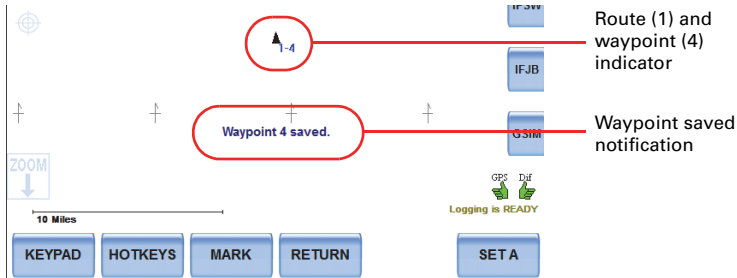 IFSW
Route (1) and
waypoint (4)
indicator
1-4
IFJB
Waypoint 4 saved.
GSIM
Waypoint saved
notification
ZOOM
GPS Dif
Logging is READY
10 Miles
KEYPAD HOTKEYS MARK RETURN SET A